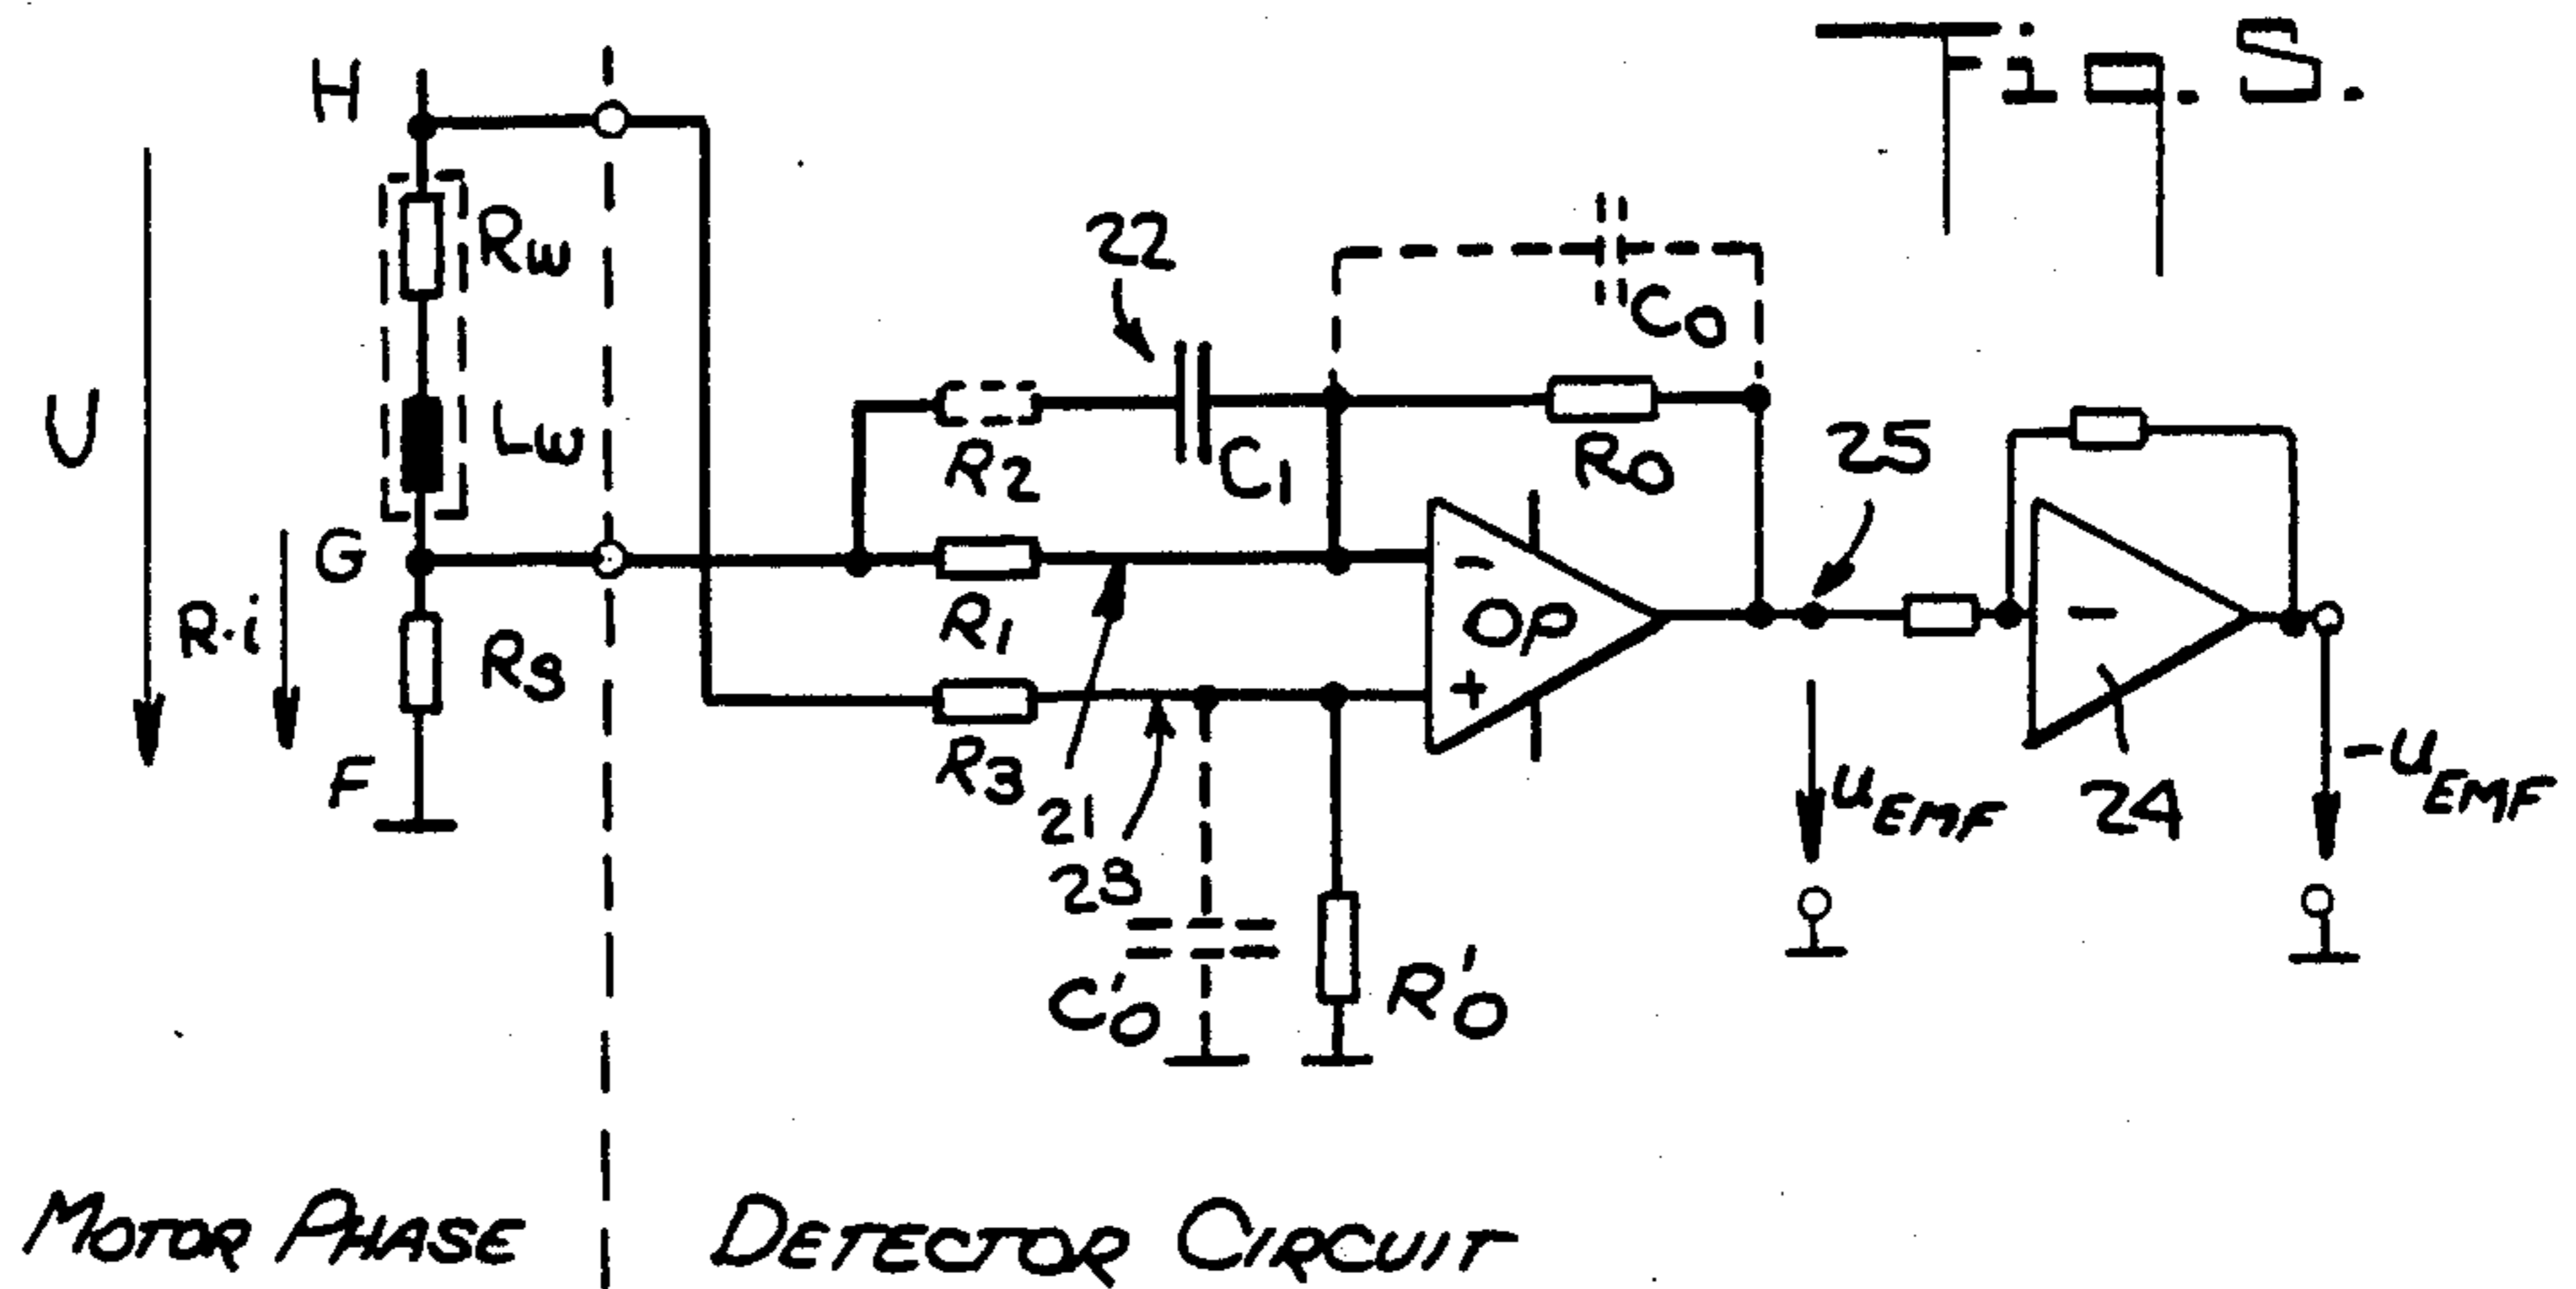 Fig. 5.
H
Rw
22
C0
U
Lw
R2
C1
R0
25
G
R·i
R1
-
OP
+
-
Rs
R3
21
23
uEMF
24
-uEMF
F
C'0
R'0
MOTOR PHASE
DETECTOR CIRCUIT